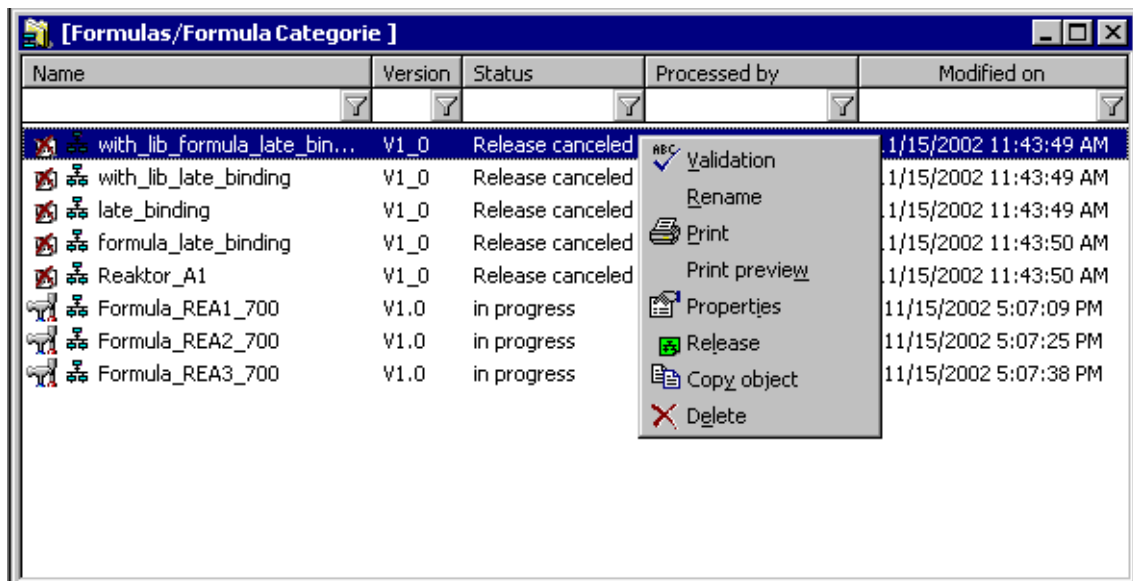 [Formulas/Formula Categorie ]
Name Version Status Processed by Modified on
with_lib_formula_late_bin... V1_0 Release canceled .1/15/2002 11:43:49 AM
with_lib_late_binding V1_0 Release canceled .1/15/2002 11:43:49 AM
late_binding V1_0 Release canceled .1/15/2002 11:43:49 AM
formula_late_binding V1_0 Release canceled .1/15/2002 11:43:50 AM
Reaktor_A1 V1_0 Release canceled .1/15/2002 11:43:50 AM
Formula_REA1_700 V1.0 in progress 11/15/2002 5:07:09 PM
Formula_REA2_700 V1.0 in progress 11/15/2002 5:07:25 PM
Formula_REA3_700 V1.0 in progress 11/15/2002 5:07:38 PM
ABC Validation
Rename
Print
Print preview
Properties
Release
Copy object
Delete